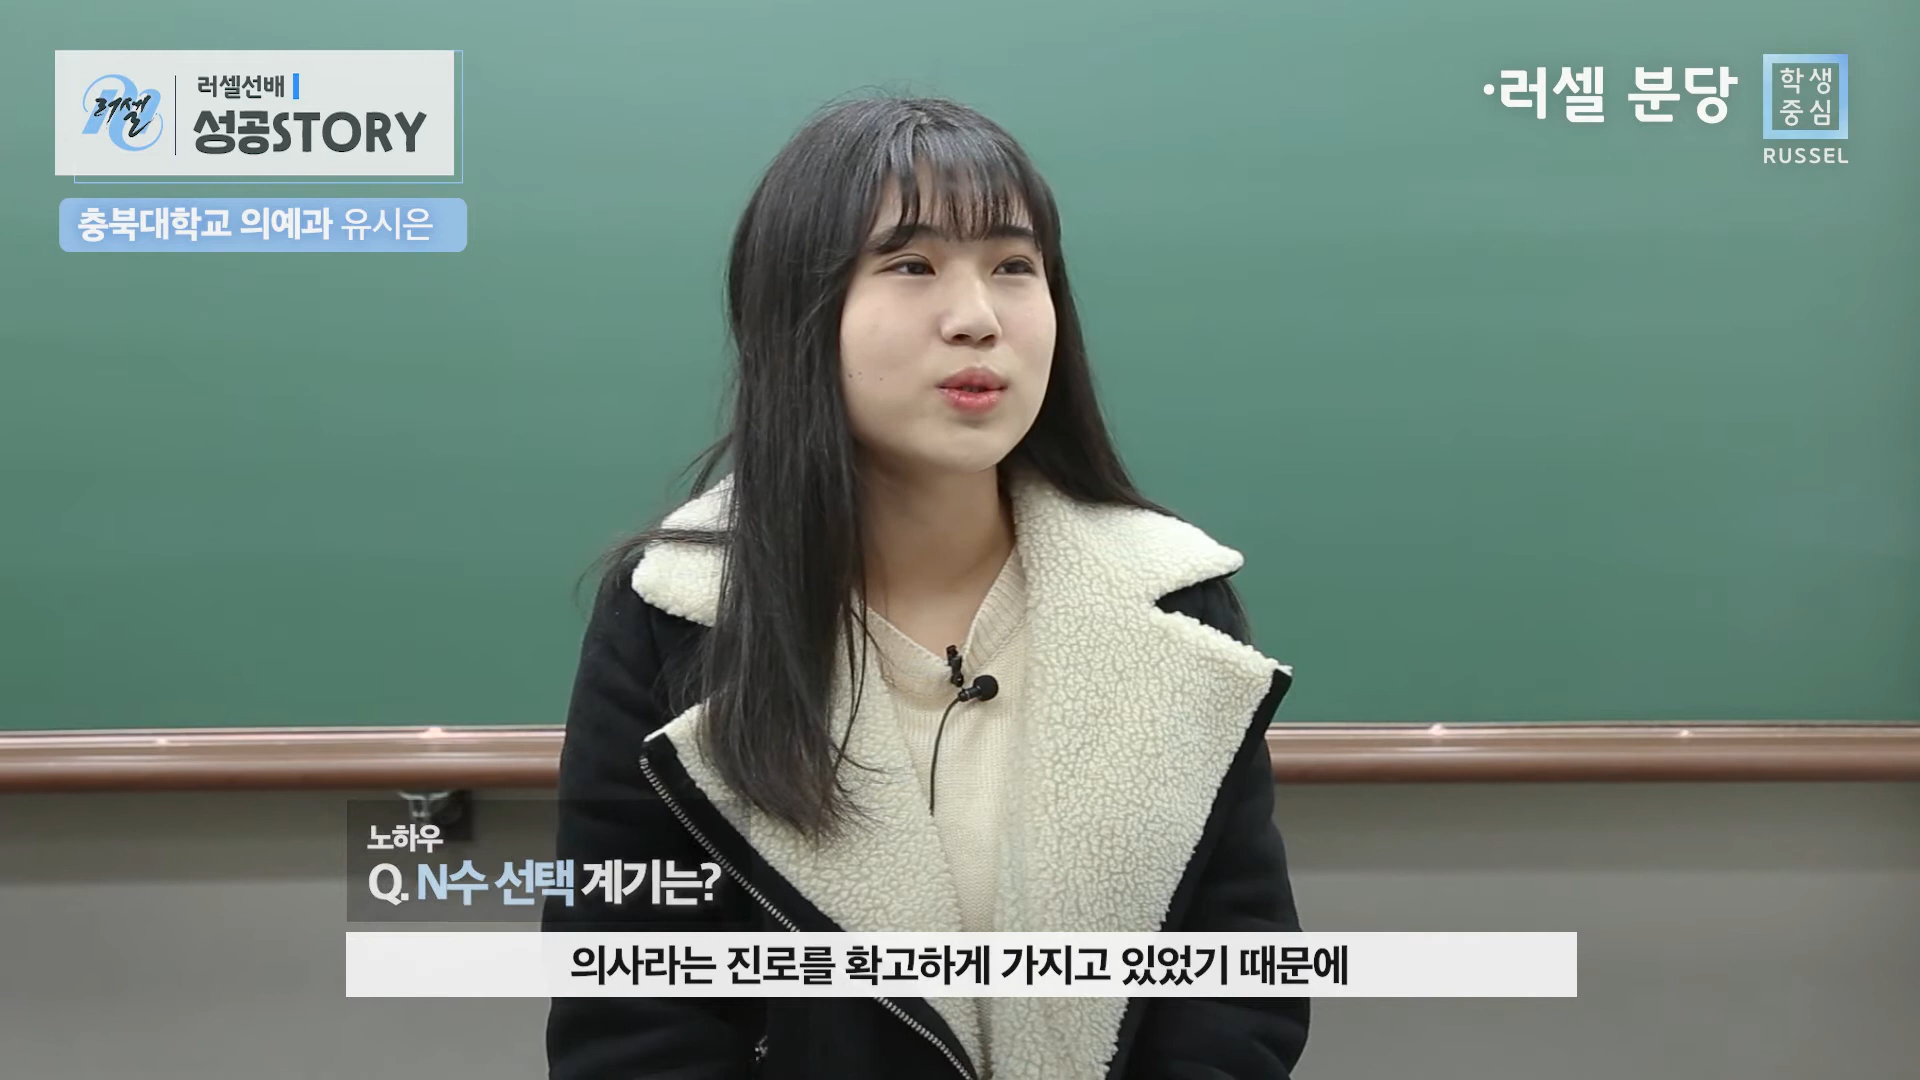 러셀
러셀선배
성공STORY
충북대학교 의예과 유시은
·러셀 분당
학생
중심
RUSSEL
노하우
Q. N수 선택 계기는?
의사라는 진로를 확고하게 가지고 있었기 때문에